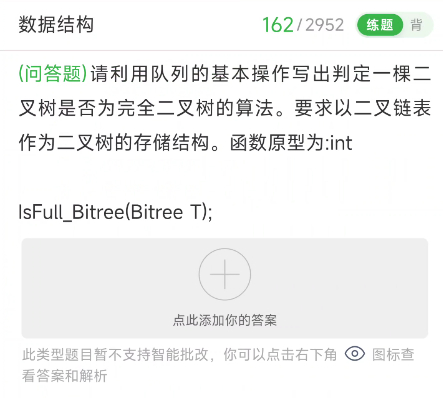 数据结构
162/2952
练题
背
(问答题)请利用队列的基本操作写出判定一棵二
叉树是否为完全二叉树的算法。要求以二叉链表
作为二叉树的存储结构。函数原型为:int
IsFull_Bitree(Bitree T);
点此添加你的答案
此类型题目暂不支持智能批改，你可以点击右下角 图标查
看答案和解析